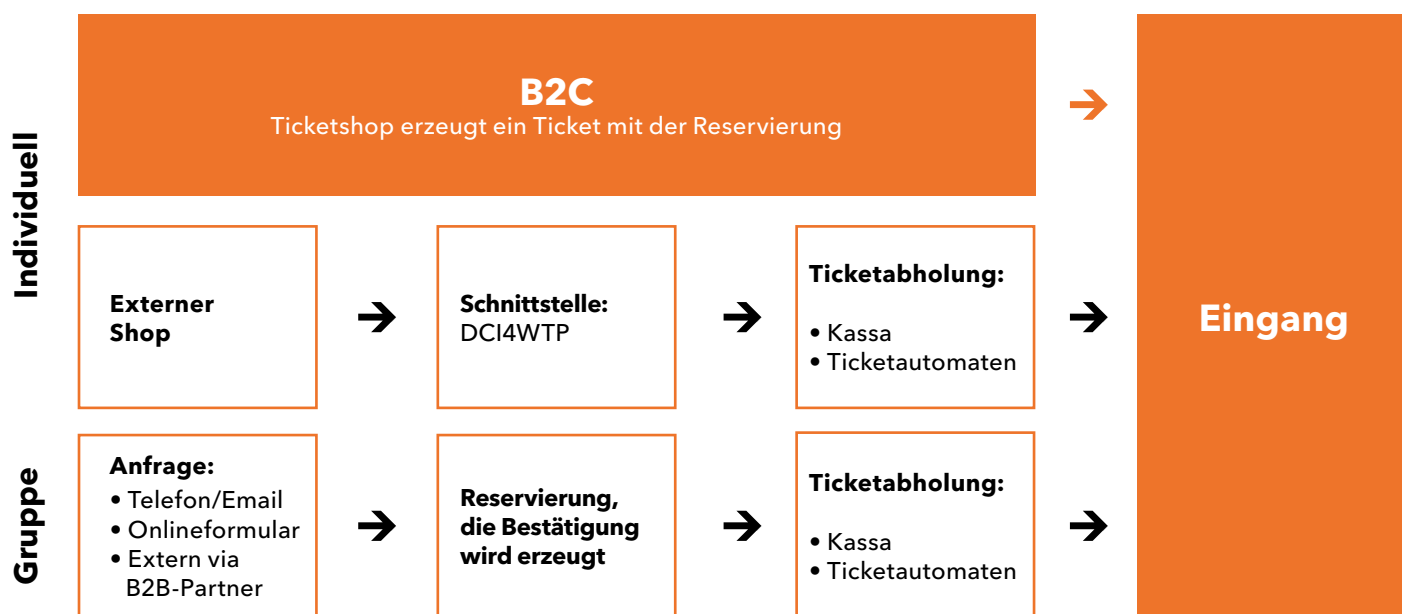 Individuell
B2C
Ticketshop erzeugt ein Ticket mit der Reservierung
Externer
Shop
Schnittstelle:
DCI4WTP
Ticketabholung:
• Kassa
• Ticketautomaten
Eingang
Gruppe
Anfrage:
• Telefon/Email
• Onlineformular
• Extern via
B2B-Partner
Reservierung,
die Bestätigung
wird erzeugt
Ticketabholung:
• Kassa
• Ticketautomaten